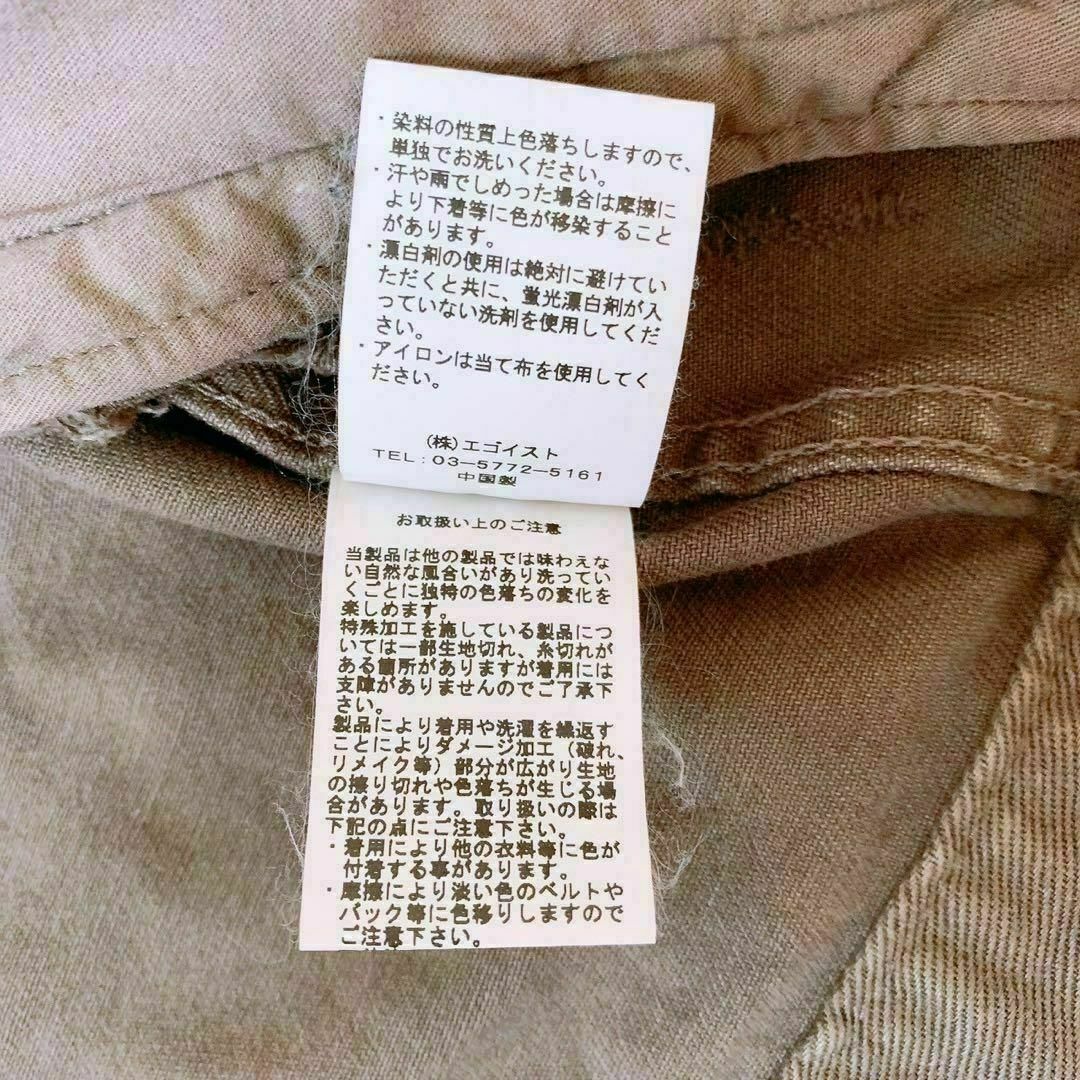 ・染料の性質上色落ちしますので、
単独でお洗いください。
・汗や雨でしめった場合は摩擦に
より下着等に色が移染すること
があります。
・漂白剤の使用は絶対に避けてい
ただくと共に、蛍光漂白剤が入
っていない洗剤を使用してくだ
さい。
・アイロンは当て布を使用してく
ださい。
(株)エゴイスト
TEL:03-5772-5161
中国製
お取扱い上のご注意
当製品は他の製品では味わえな
い自然な風合いがあり洗ってい
くごとに独特の色落ちの変化を
楽しめます。
特殊加工を施している製品につ
いては一部生地切れ、糸切れが
ある箇所がありますが着用には
支障がありませんのでご了承下
さい。
製品により着用や洗濯を繰返す
ことによりダメージ加工(破れ、
リメイク等)部分が広がり生地
の擦り切れや色落ちが生じる場
合があります。取り扱いの際は
下記の点にご注意下さい。
・着用により他の衣料等に色が
付着する事があります。
・摩擦により淡い色のベルトや
バック等に色移りしますので
ご注意下さい。